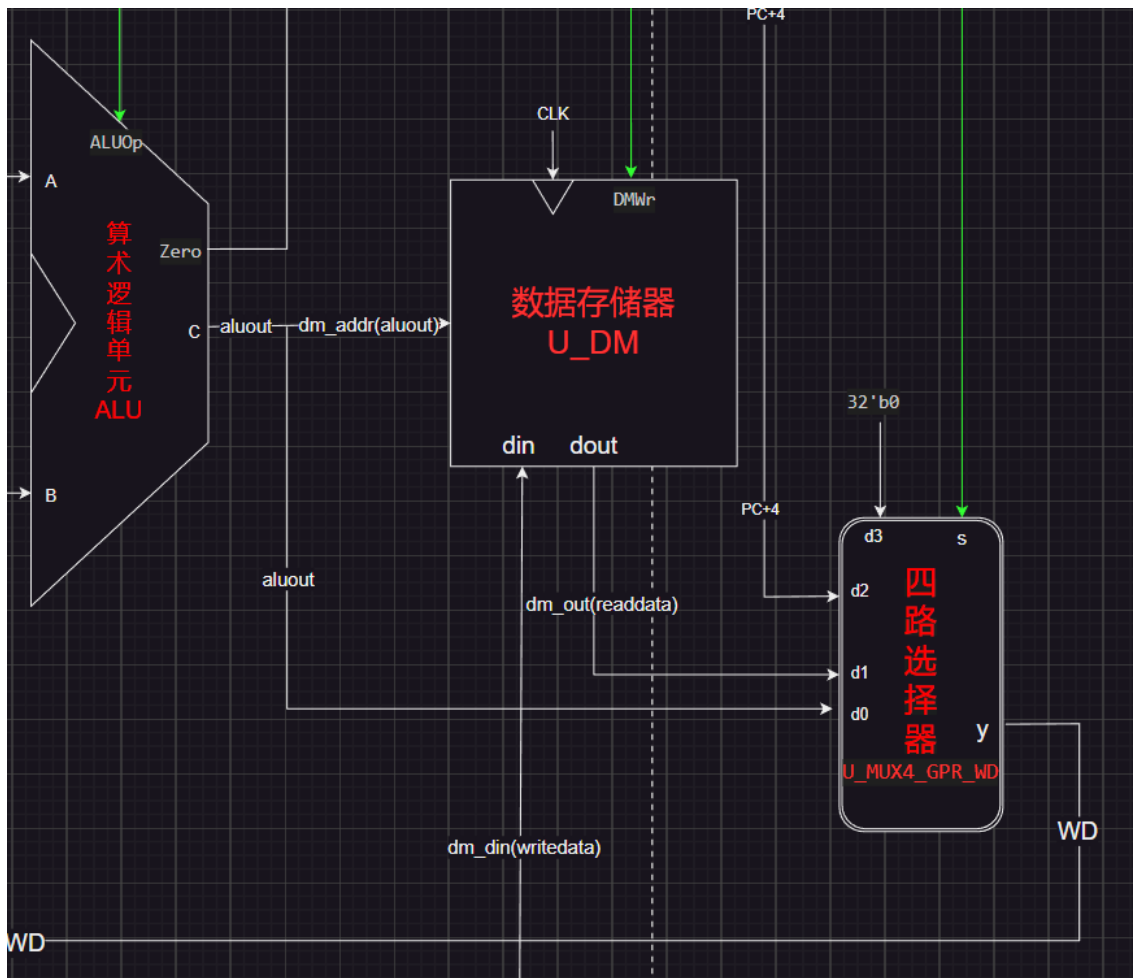 PC+4
CLK
ALUOp
DMWr
A
算
术
逻
辑
单
元
ALU
Zero
C
aluout
dm_addr(aluout)
数据存储器
U_DM
din
dout
32'b0
B
PC+4
d3
s
aluout
dm_out(readdata)
d2
四
路
选
择
器
d1
d0
y
U_MUX4_GPR_WD
dm_din(writedata)
WD
WD